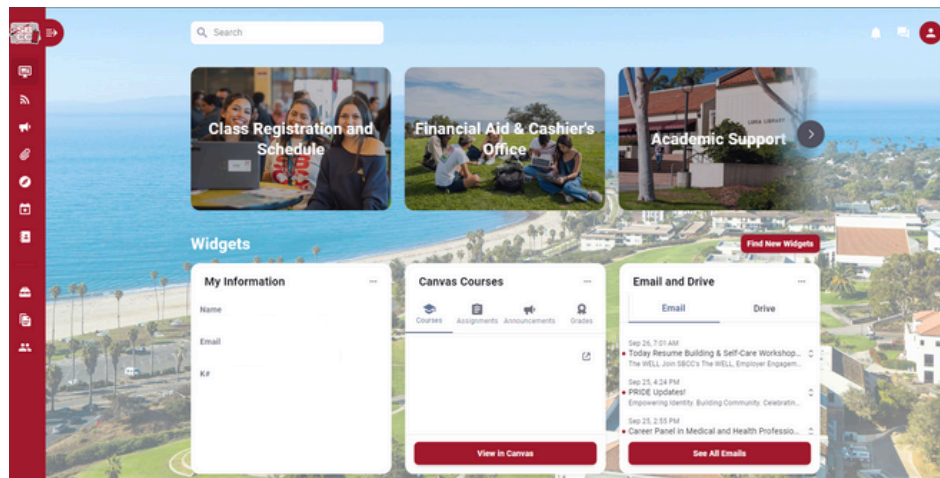 Search
Class Registration and
Schedule
Financial Aid & Cashier's
Office
LURIA LIBRARY
Academic Support
Widgets
Find New Widgets
My Information
Name
Email
K#
Canvas Courses
Courses
Assignments
Announcements
Grades
View in Canvas
Email and Drive
Email
Drive
Sep 26, 7:01 AM
Today Resume Building & Self-Care Workshop...
The WELL Join SBCC's The WELL, Employer Engagem...
Sep 25, 4:24 PM
PRIDE Updates!
Empowering Identity. Building Community. Celebratin...
Sep 25, 2:55 PM
Career Panel in Medical and Health Professio...
See All Emails